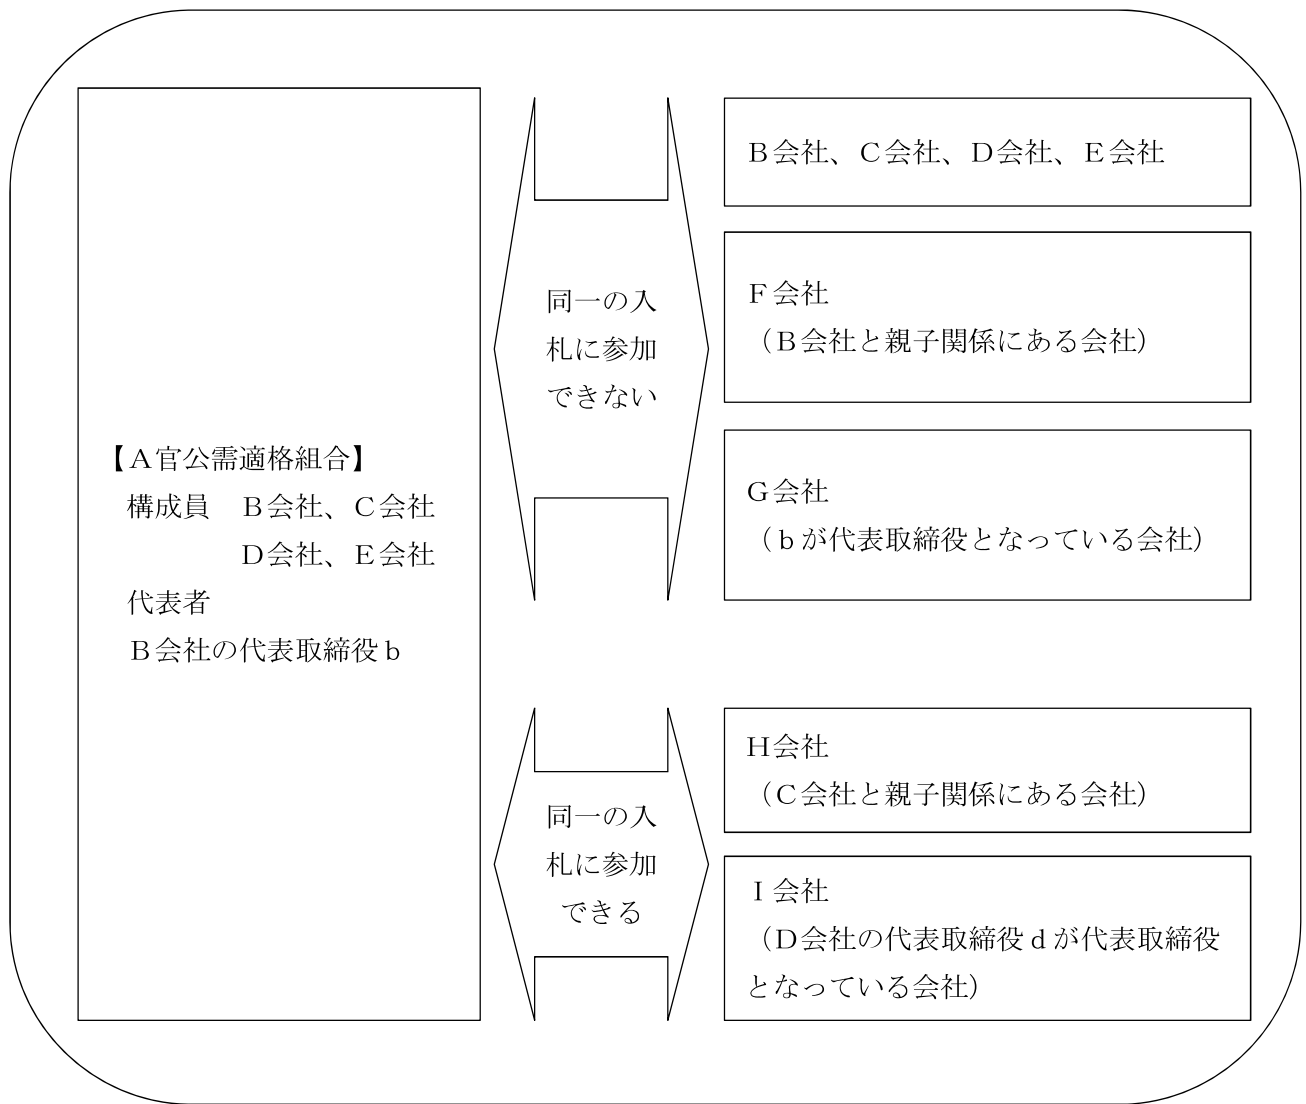 【Ａ官公需適格組合】
構成員　Ｂ会社、Ｃ会社
Ｄ会社、Ｅ会社
代表者
Ｂ会社の代表取締役ｂ
同一の入
札に参加
できない
Ｂ会社、Ｃ会社、Ｄ会社、Ｅ会社
Ｆ会社
（Ｂ会社と親子関係にある会社）
Ｇ会社
（ｂが代表取締役となっている会社）
同一の入
札に参加
できる
Ｈ会社
（Ｃ会社と親子関係にある会社）
Ｉ会社
（Ｄ会社の代表取締役ｄが代表取締役
となっている会社）